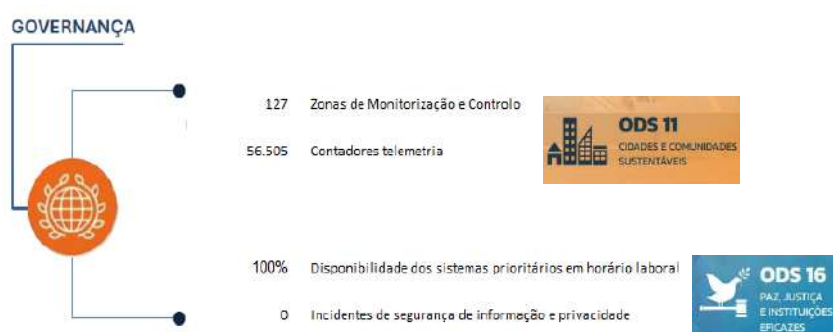 GOVERNANÇA
127 Zonas de Monitorização e Controlo
56.505 Contadores telemetria
ODS 11
CIDADES E COMUNIDADES
SUSTENTÁVEIS
100% Disponibilidade dos sistemas prioritários em horário laboral
0 Incidentes de segurança de informação e privacidade
ODS 16
PAZ, JUSTIÇA
E INSTITUIÇÕES
EFICAZES